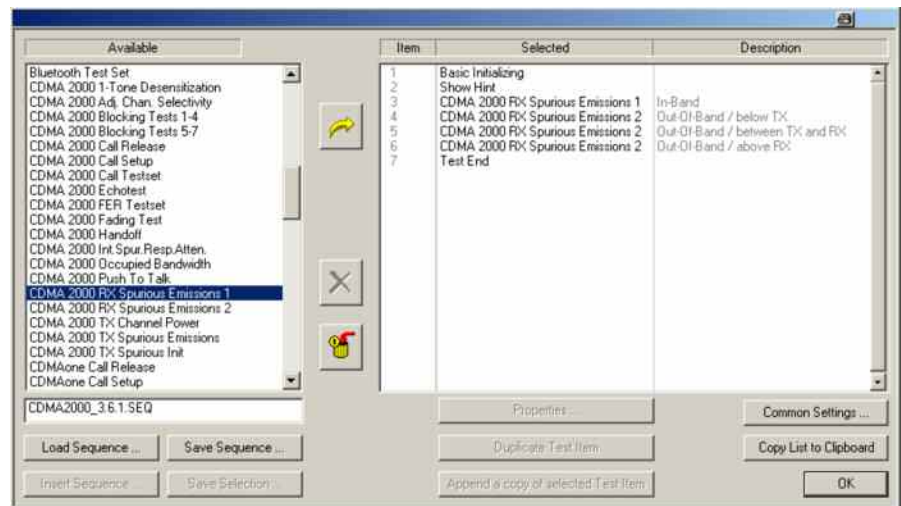 Available
Item Selected Description
Bluetooth Test Set
CDMA 2000 1-Tone Desensitization
CDMA 2000 Adj. Chan. Selectivity
CDMA 2000 Blocking Tests 1-4
CDMA 2000 Blocking Tests 5-7
CDMA 2000 Call Release
CDMA 2000 Call Setup
CDMA 2000 Call Testset
CDMA 2000 Echotest
CDMA 2000 FER Testset
CDMA 2000 Fading Test
CDMA 2000 Handoff
CDMA 2000 Int.Spur.Resp.Atten.
CDMA 2000 Occupied Bandwidth
CDMA 2000 Push To Talk
CDMA 2000 RX Spurious Emissions 1
CDMA 2000 RX Spurious Emissions 2
CDMA 2000 TX Channel Power
CDMA 2000 TX Spurious Emissions
CDMA 2000 TX Spurious Init
CDMAone Call Release
CDMAone Call Setup
1 Basic Initializing
2 Show Hint
3 CDMA 2000 RX Spurious Emissions 1 In-Band
4 CDMA 2000 RX Spurious Emissions 2 Out-Of-Band / below TX
5 CDMA 2000 RX Spurious Emissions 2 Out-Of-Band / between TX and RX
6 CDMA 2000 RX Spurious Emissions 2 Out-Of-Band / above RX
7 Test End
CDMA2000_3.6.1.SEQ
Properties ...
Common Settings ...
Load Sequence ...
Save Sequence ...
Duplicate Test Item
Copy List to Clipboard
Insert Sequence ...
Save Selection ...
Append a copy of selected Test Item
OK